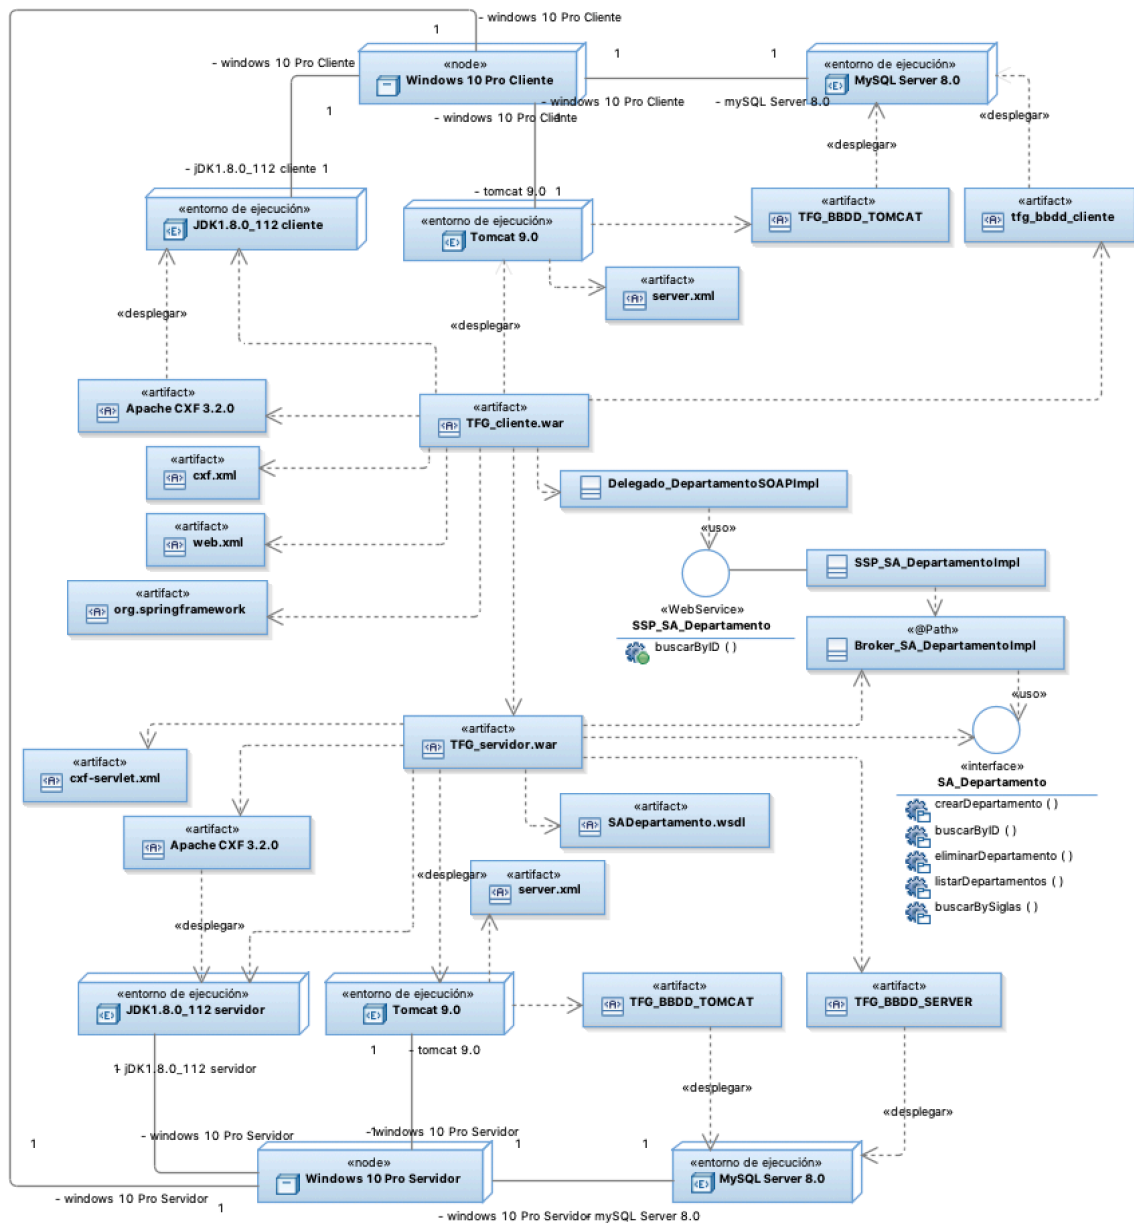 - windows 10 Pro Cliente
1
- windows 10 Pro Cliente
«node»
Windows 10 Pro Cliente
1
1
«entorno de ejecución»
MySQL Server 8.0
1
- windows 10 Pro Cliente
- windows 10 Pro Cliente
1
- mySQL Server 8.0
«desplegar»
«desplegar»
- jDK1.8.0_112 cliente 1
- tomcat 9.0 1
«entorno de ejecución»
JDK1.8.0_112 cliente
«entorno de ejecución»
Tomcat 9.0
«artifact»
TFG_BBDD_TOMCAT
«artifact»
tfg_bbdd_cliente
«artifact»
server.xml
«desplegar»
«desplegar»
«artifact»
Apache CXF 3.2.0
«artifact»
TFG_cliente.war
«artifact»
cxf.xml
Delegado_DepartamentoSOAPImpl
«artifact»
web.xml
«uso»
SSP_SA_DepartamentoImpl
«artifact»
org.springframework
«WebService»
SSP_SA_Departamento
buscarByID ( )
«@Path»
Broker_SA_DepartamentoImpl
«uso»
«artifact»
TFG_servidor.war
«artifact»
cxf-servlet.xml
«interface»
SA_Departamento
crearDepartamento ( )
buscarByID ( )
eliminarDepartamento ( )
listarDepartamentos ( )
buscarBySiglas ( )
«artifact»
SADepartamento.wsdl
«artifact»
Apache CXF 3.2.0
«desplegar»
«artifact»
server.xml
«desplegar»
«entorno de ejecución»
JDK1.8.0_112 servidor
«entorno de ejecución»
Tomcat 9.0
«artifact»
TFG_BBDD_TOMCAT
«artifact»
TFG_BBDD_SERVER
1
- tomcat 9.0
1
- jDK1.8.0_112 servidor
«desplegar»
«desplegar»
- windows 10 Pro Servidor
1
- windows 10 Pro Servidor
1
1
1
«node»
Windows 10 Pro Servidor
«entorno de ejecución»
MySQL Server 8.0
- windows 10 Pro Servidor
1
- windows 10 Pro Servidor
- mySQL Server 8.0